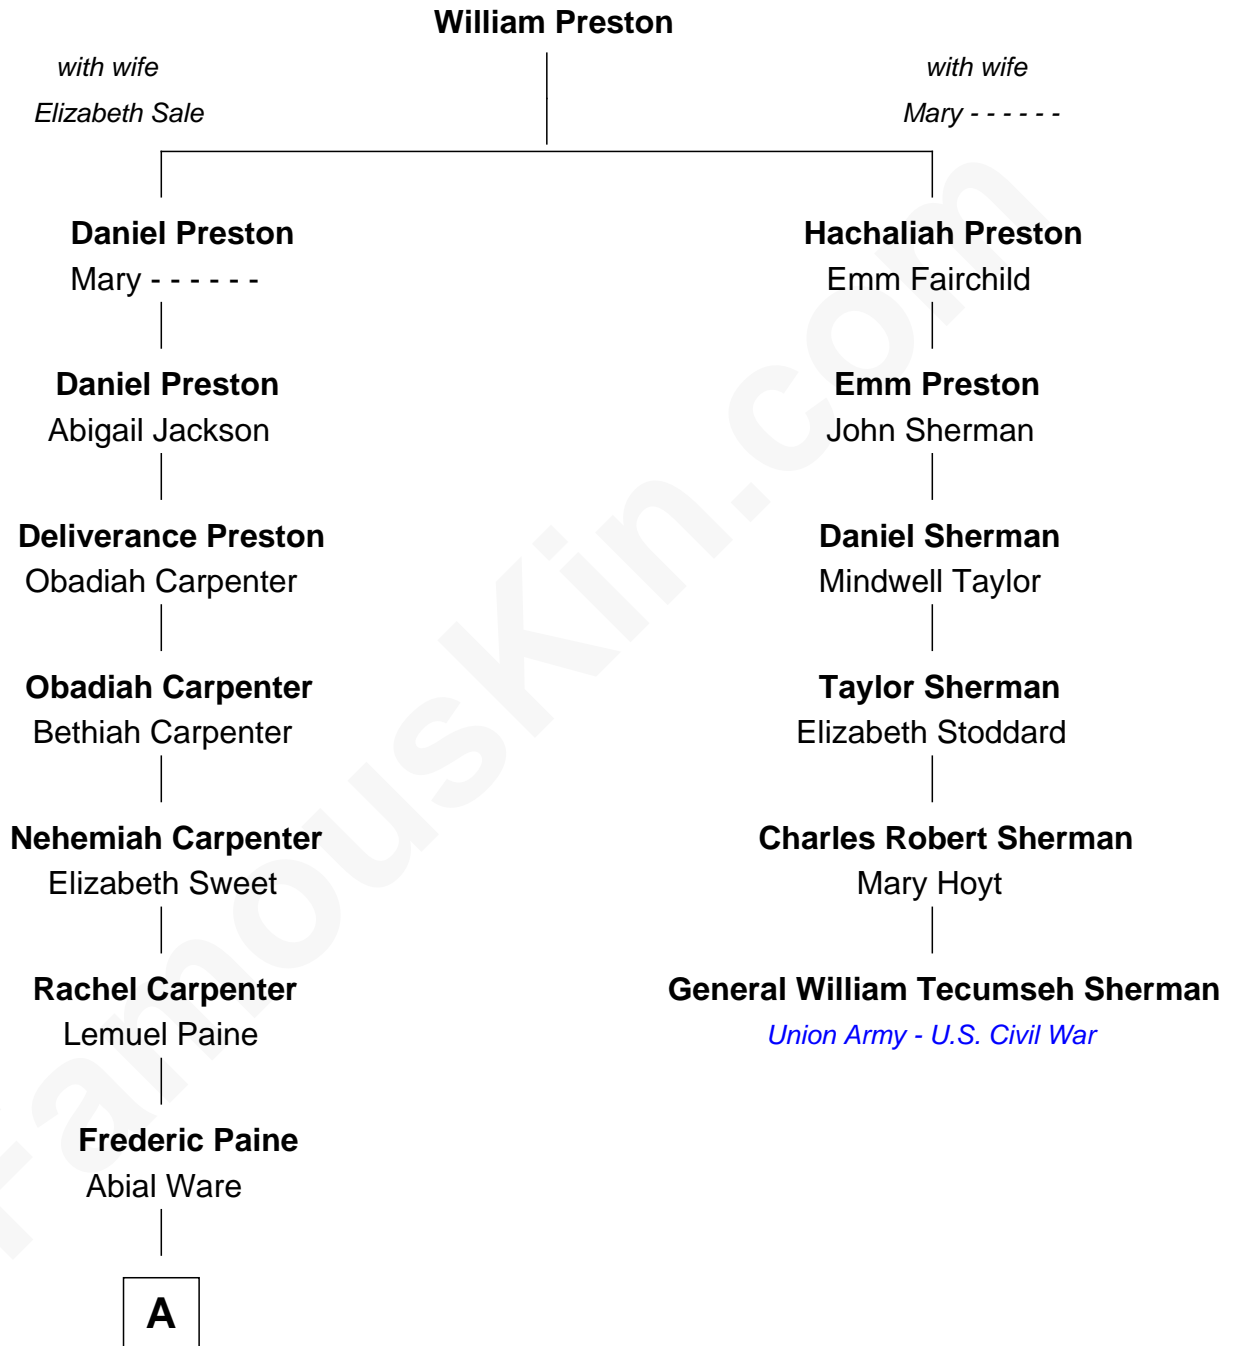 William Preston
with wife
Elizabeth Sale
with wife
Mary - - - - - -
Daniel Preston
Mary - - - - - -
Hachaliah Preston
Emm Fairchild
Daniel Preston
Abigail Jackson
Emm Preston
John Sherman
Deliverance Preston
Obadiah Carpenter
Daniel Sherman
Mindwell Taylor
Obadiah Carpenter
Bethiah Carpenter
Taylor Sherman
Elizabeth Stoddard
Nehemiah Carpenter
Elizabeth Sweet
Charles Robert Sherman
Mary Hoyt
Rachel Carpenter
Lemuel Paine
General William Tecumseh Sherman
Union Army - U.S. Civil War
Frederic Paine
Abial Ware
A
FamousKin.com